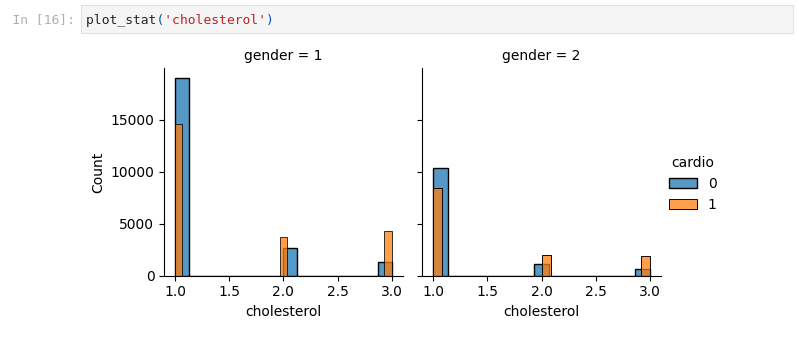 In [16]: plot_stat('cholesterol')
gender = 1
gender = 2
Count
15000
10000
5000
0
1.0 1.5 2.0 2.5 3.0
1.0 1.5 2.0 2.5 3.0
cholesterol
cholesterol
cardio
0
1